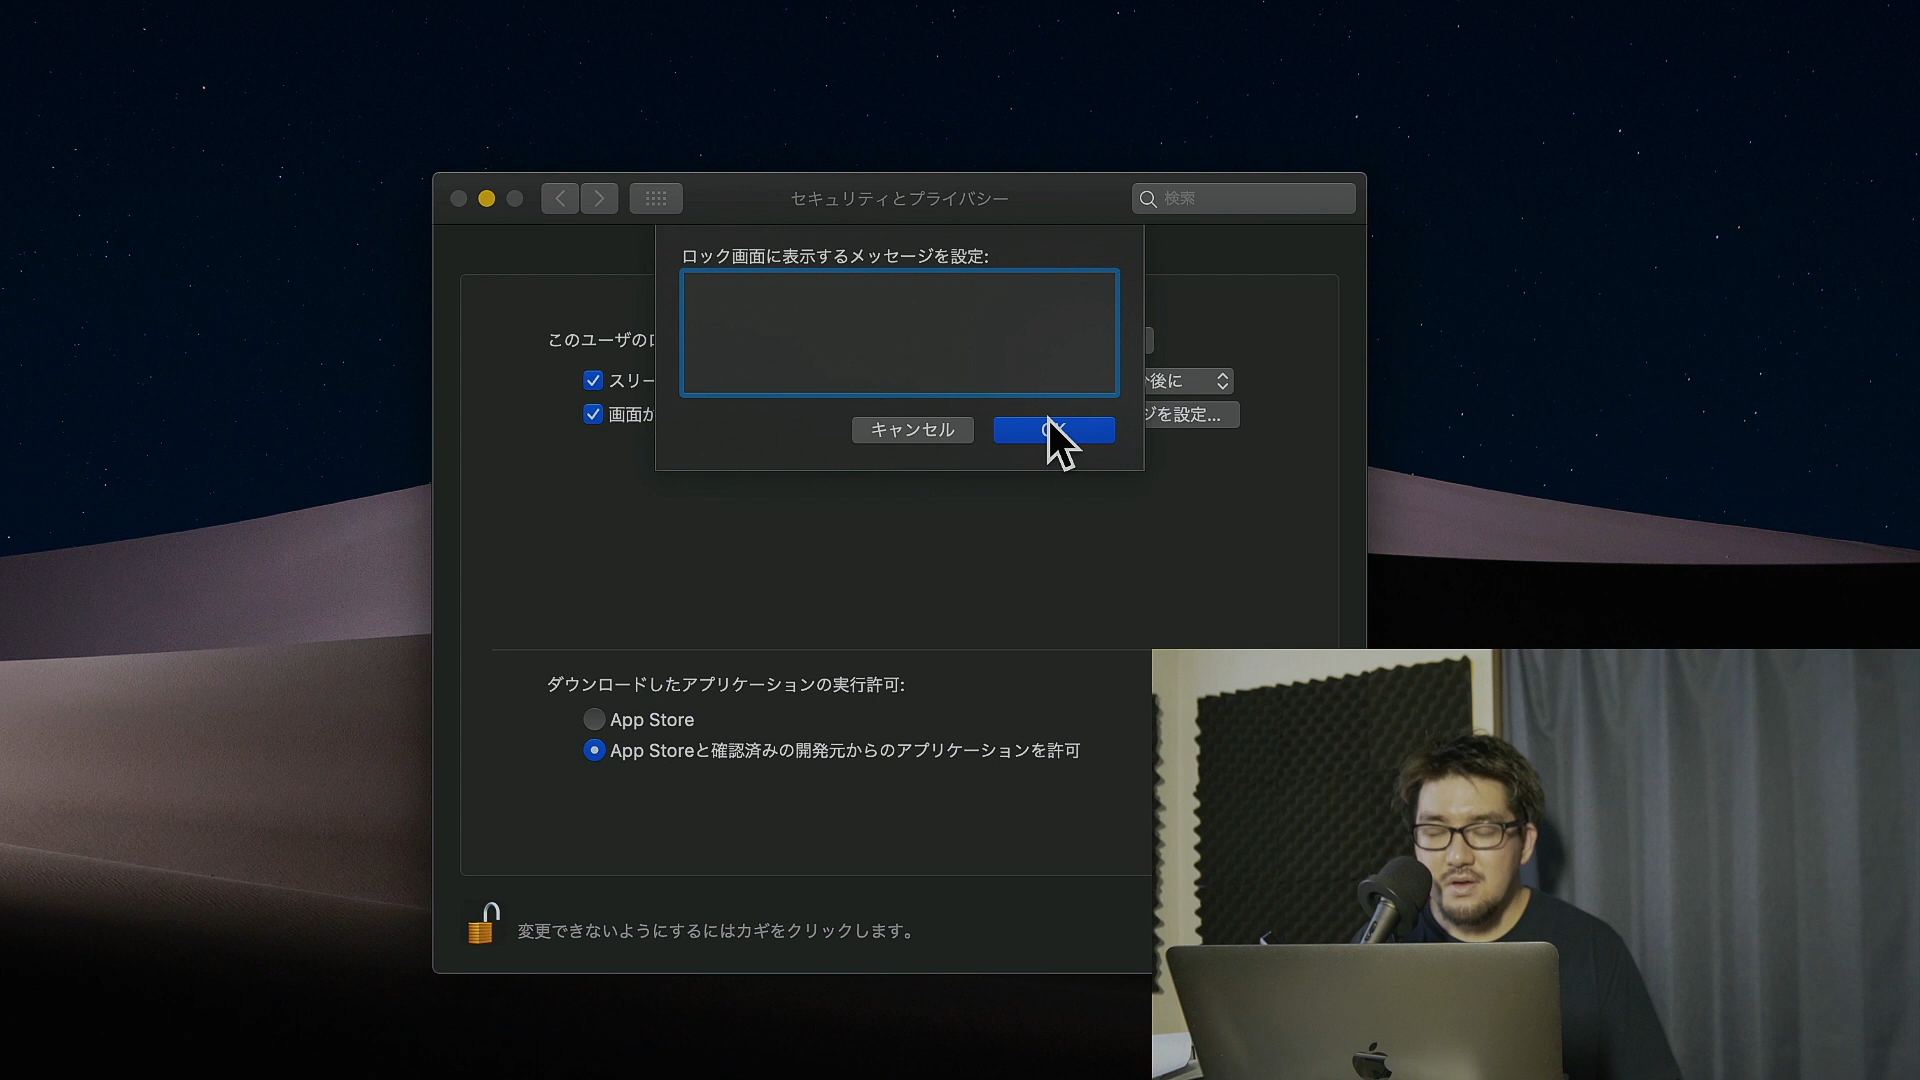 セキュリティとプライバシー
検索
ロック画面に表示するメッセージを設定:
このユーザの
スリー
後に
画面か
ジを設定...
キャンセル
OK
ダウンロードしたアプリケーションの実行許可:
App Store
App Storeと確認済みの開発元からのアプリケーションを許可
変更できないようにするにはカギをクリックします。